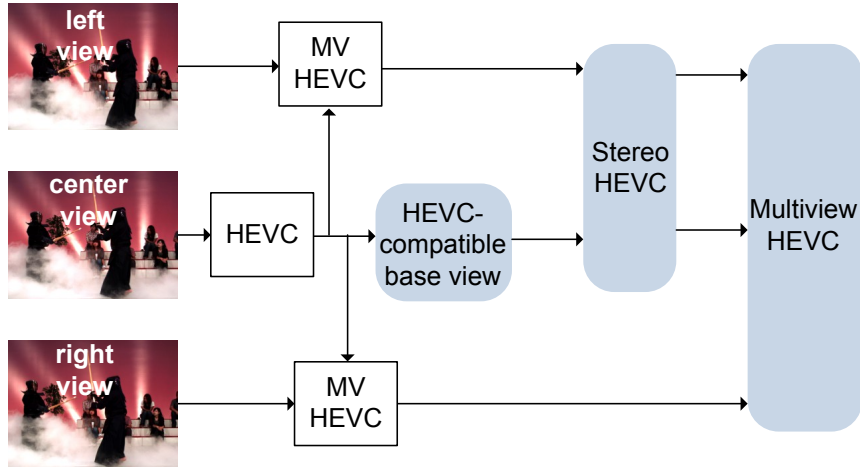 left
view
MV
HEVC
Stereo
HEVC
Multiview
HEVC
center
view
HEVC
HEVC-
compatible
base view
right
view
MV
HEVC